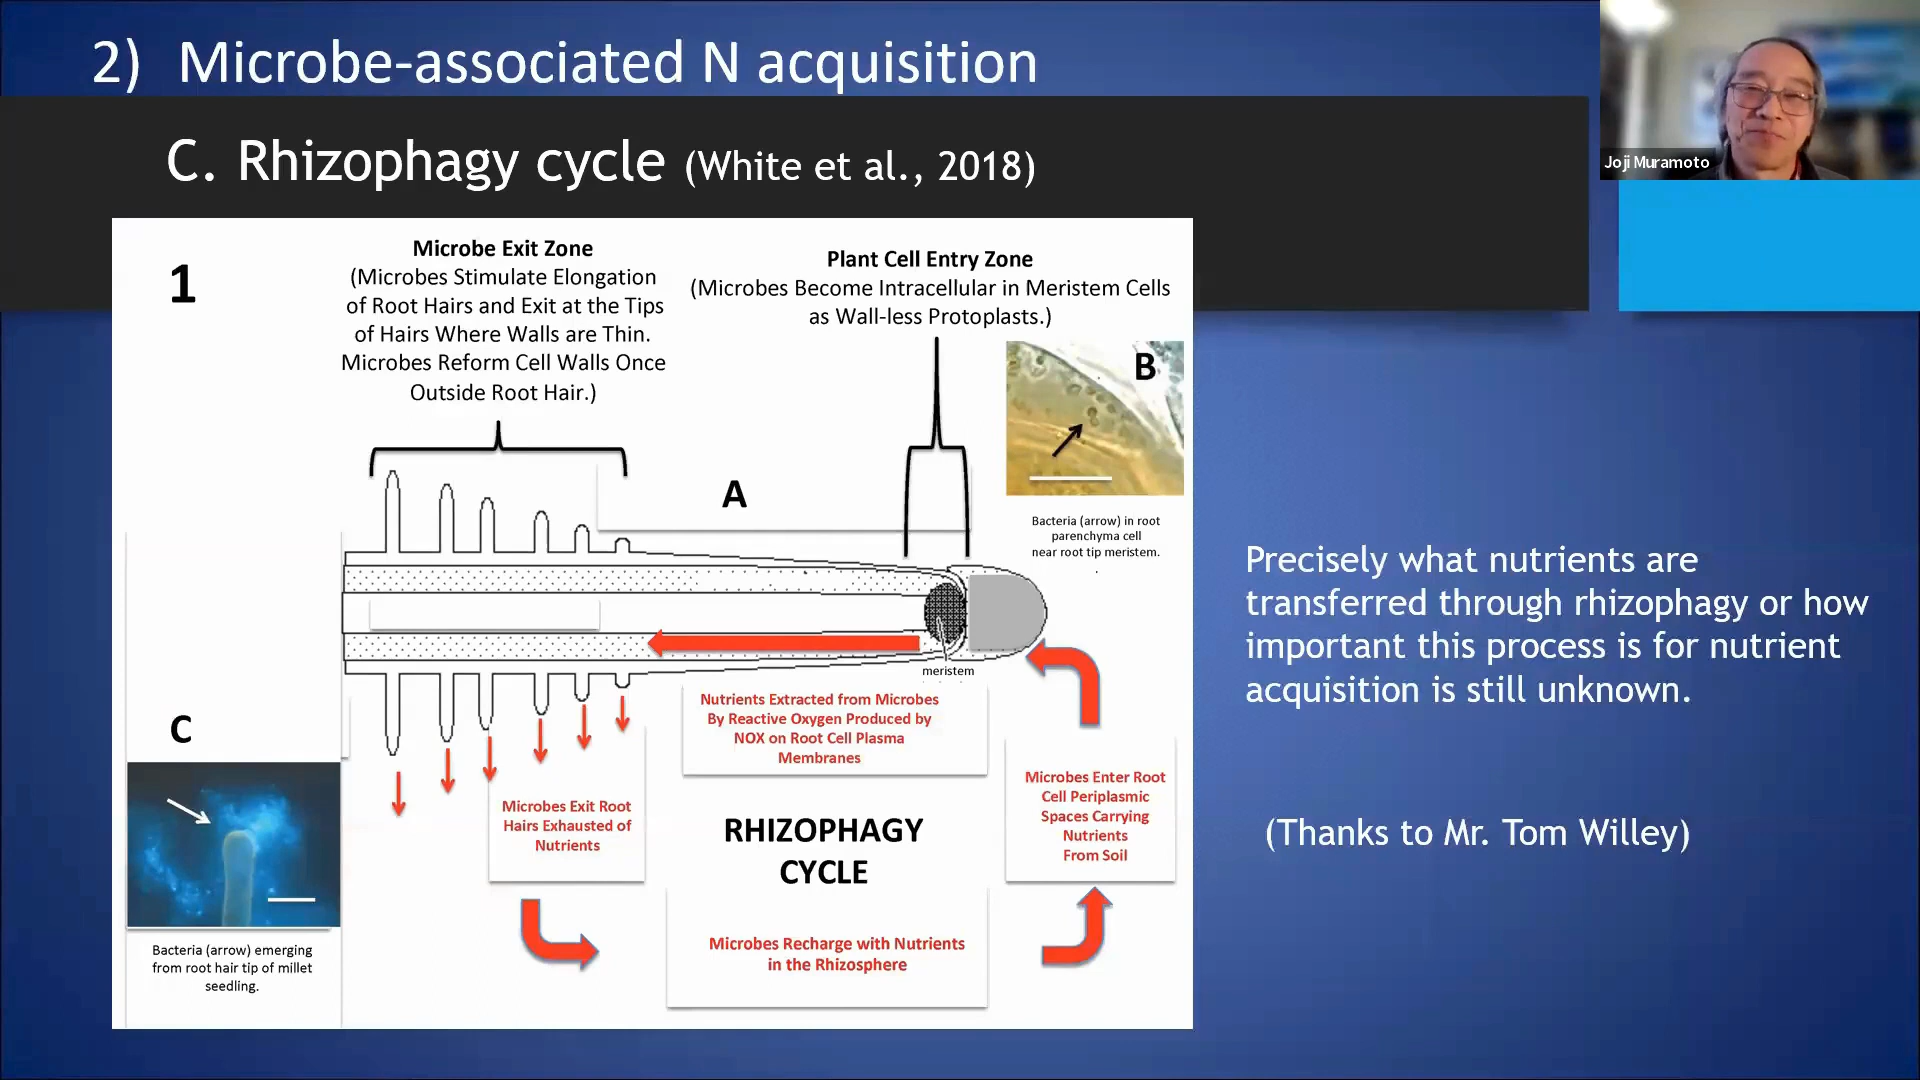 2) Microbe-associated N acquisition
C. Rhizophagy cycle (White et al., 2018)
Joji Muramoto
1
Microbe Exit Zone
(Microbes Stimulate Elongation
of Root Hairs and Exit at the Tips
of Hairs Where Walls are Thin.
Microbes Reform Cell Walls Once
Outside Root Hair.)
Plant Cell Entry Zone
(Microbes Become Intracellular in Meristem Cells
as Wall-less Protoplasts.)
B
A
Bacteria (arrow) in root
parenchyma cell
near root tip meristem.
meristem
Nutrients Extracted from Microbes
By Reactive Oxygen Produced by
NOX on Root Cell Plasma
Membranes
C
Microbes Exit Root
Hairs Exhausted of
Nutrients
RHIZOPHAGY
CYCLE
Microbes Enter Root
Cell Periplasmic
Spaces Carrying
Nutrients
From Soil
Microbes Recharge with Nutrients
in the Rhizosphere
Bacteria (arrow) emerging
from root hair tip of millet
seedling.
Precisely what nutrients are
transferred through rhizophagy or how
important this process is for nutrient
acquisition is still unknown.
(Thanks to Mr. Tom Willey)